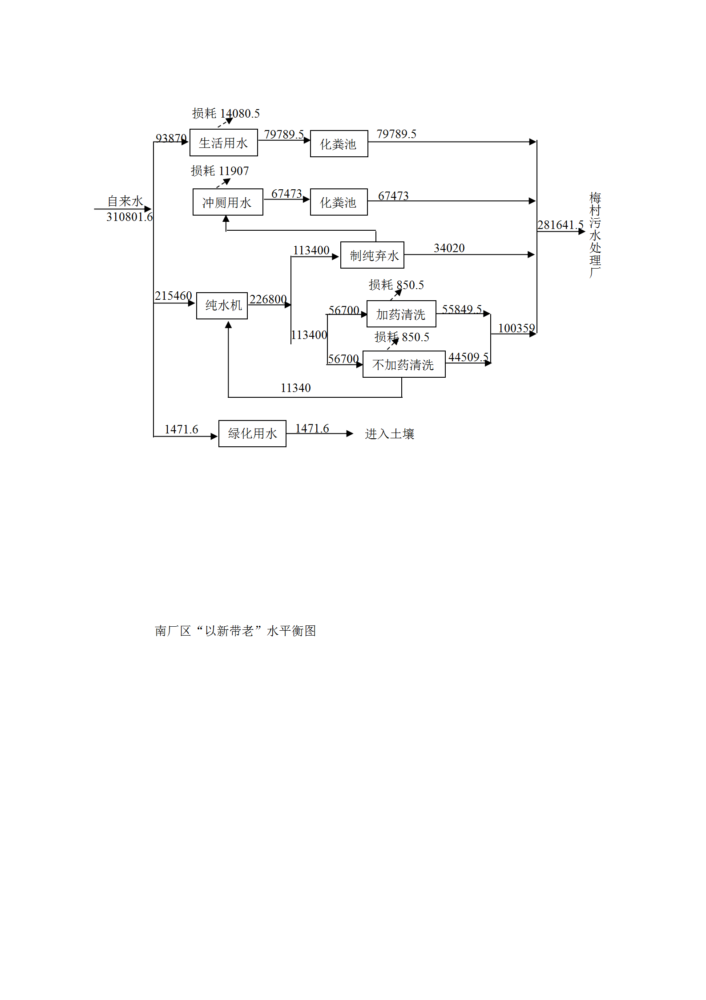 损耗 14080.5
93870
生活用水
79789.5
化粪池
79789.5
损耗 11907
冲厕用水
67473
化粪池
67473
自来水
310801.6
281641.5
梅村污水处理厂
113400
制纯弃水
34020
215460
纯水机
226800
损耗 850.5
56700
加药清洗
55849.5
113400
损耗 850.5
100359
56700
不加药清洗
44509.5
11340
1471.6
绿化用水
1471.6
进入土壤
南厂区“以新带老”水平衡图